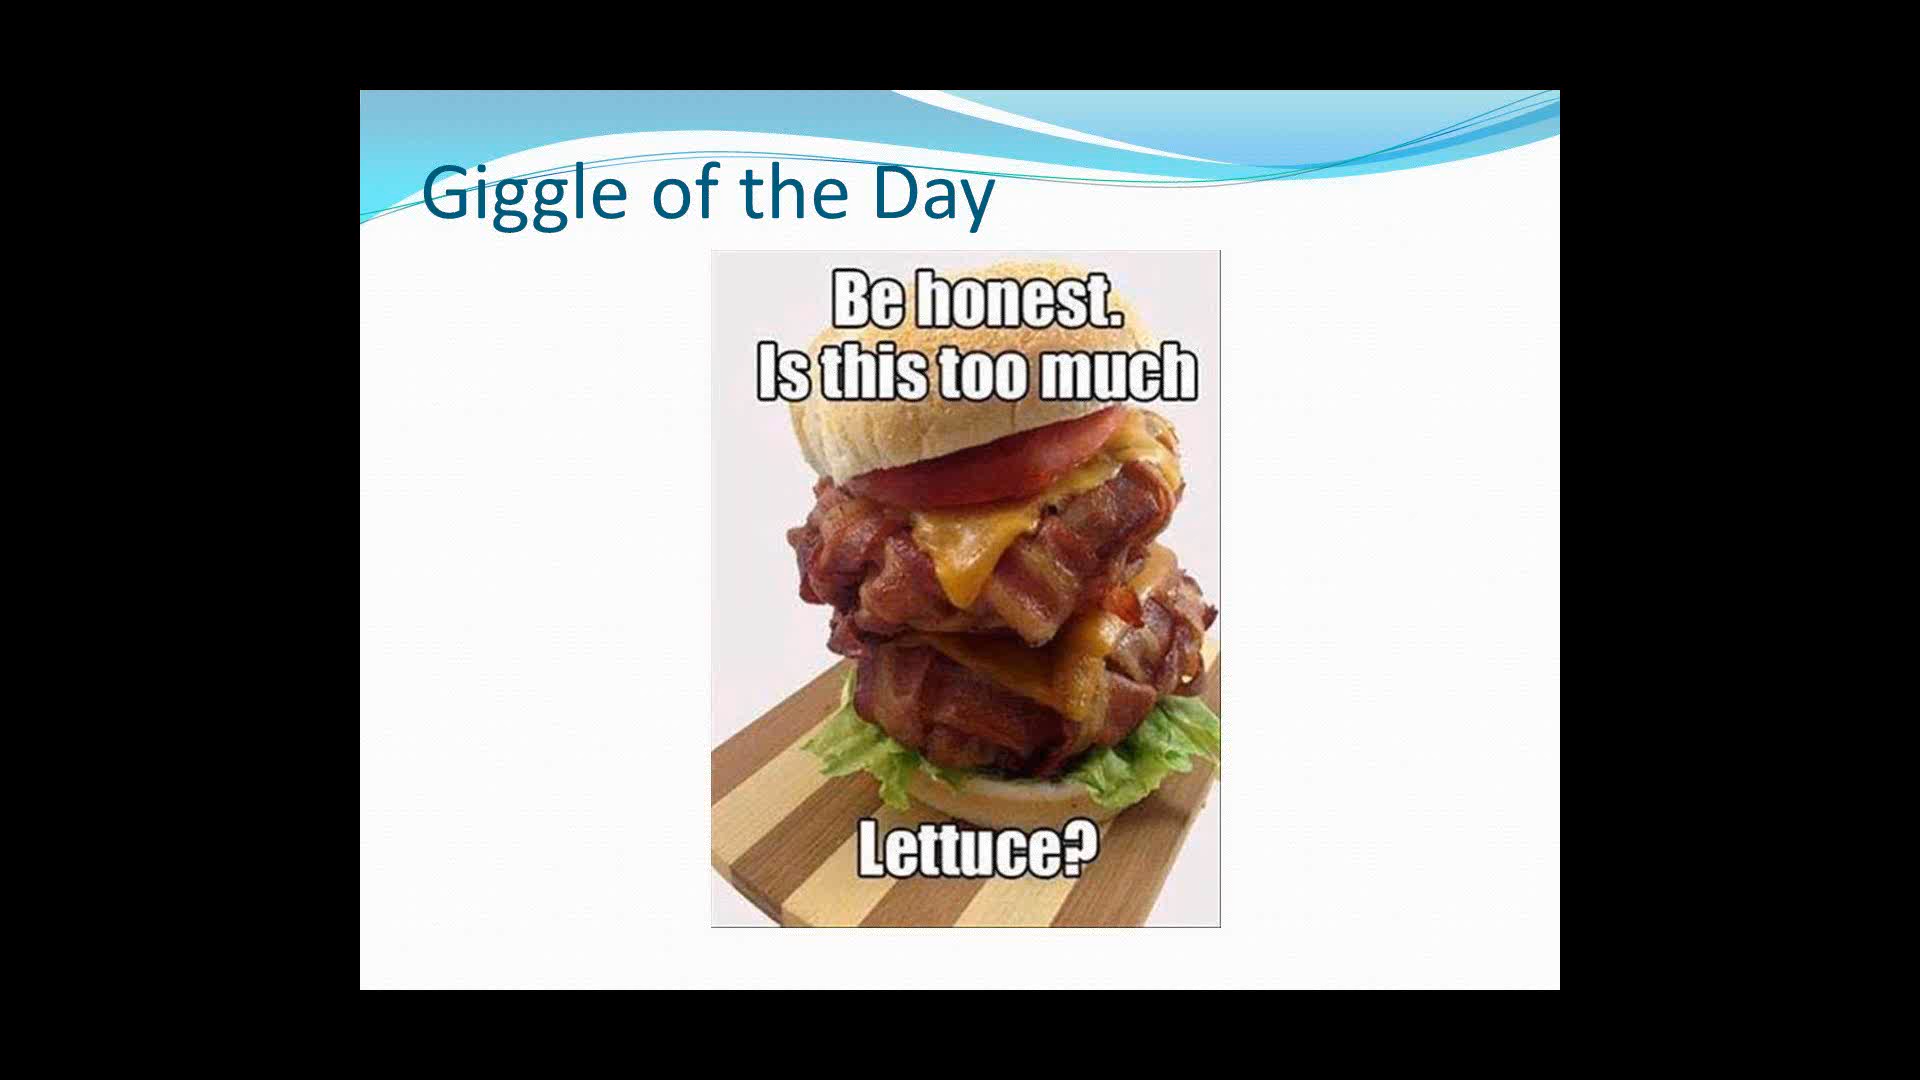 Giggle of the Day
Be honest.
Is this too much
Lettuce?